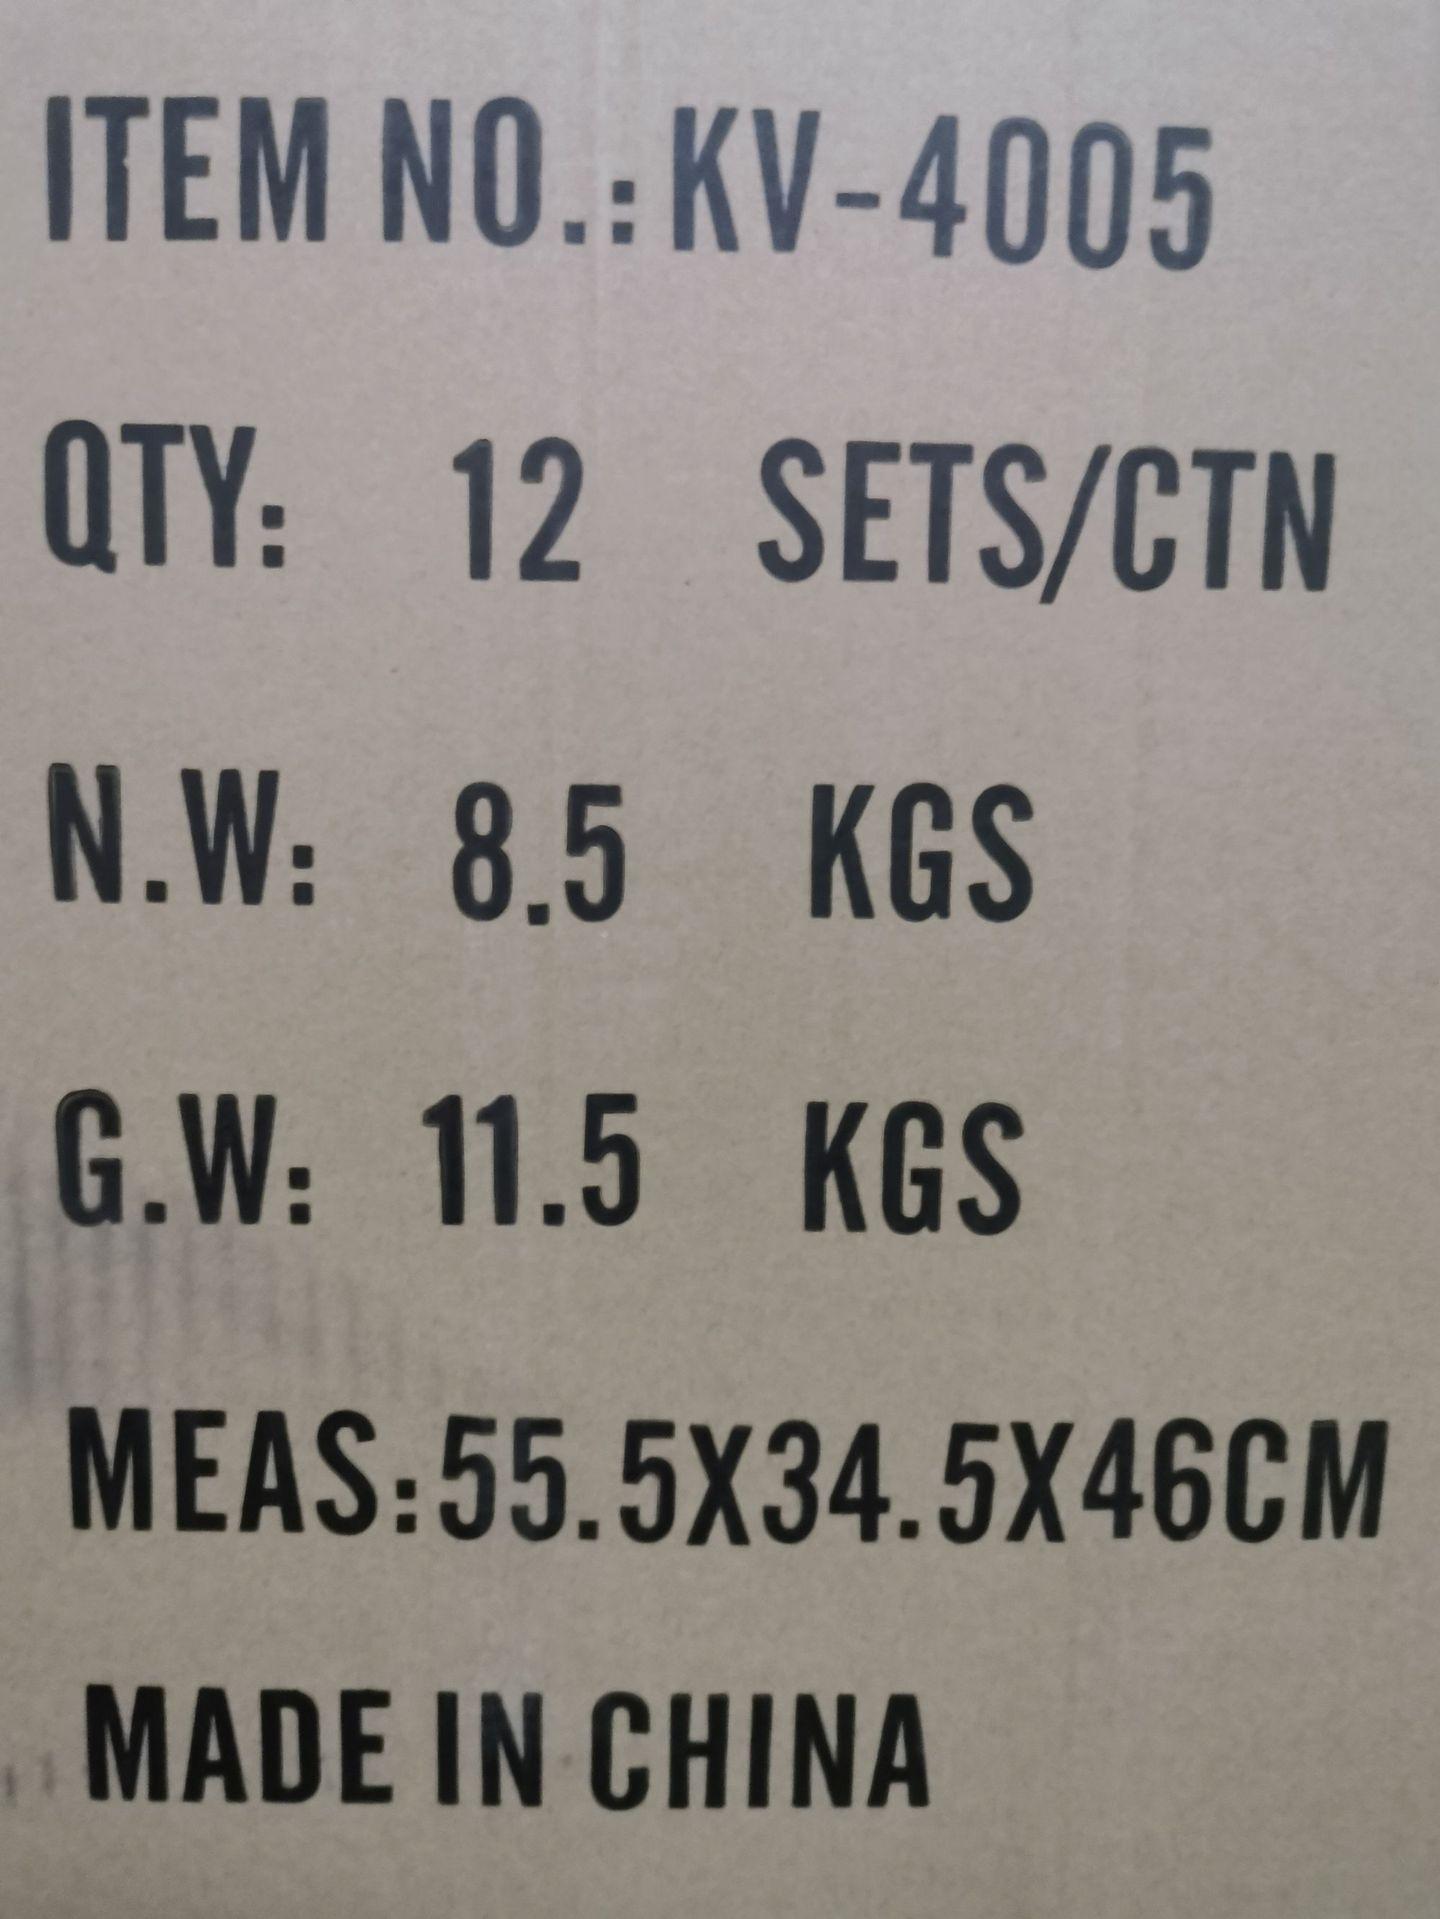 ITEM NO.:KV-4005
QTY: 12 SETS/CTN
N.W: 8.5 KGS
G.W: 11.5 KGS
MEAS:55.5X34.5X46CM
MADE IN CHINA